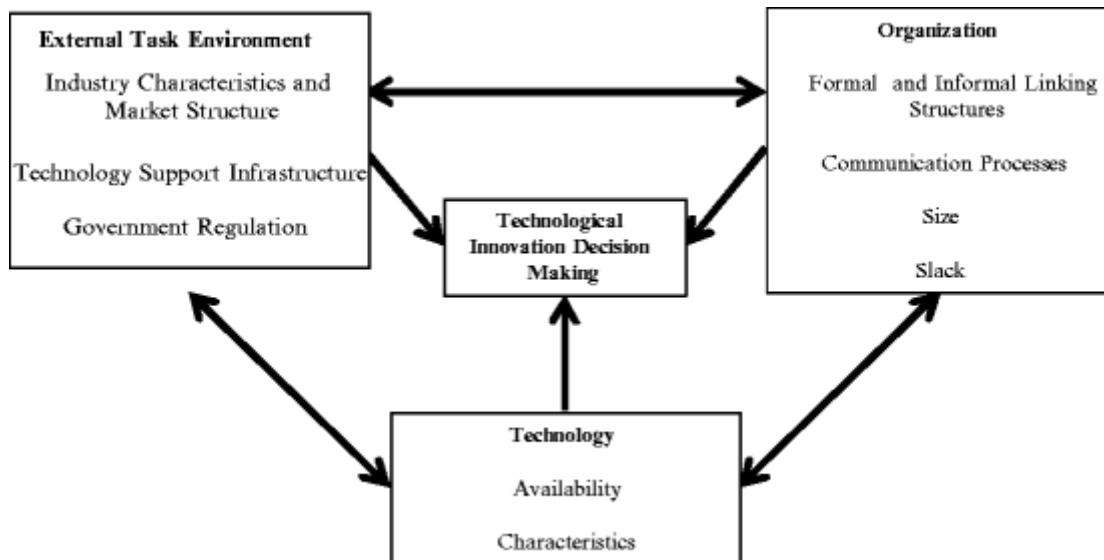 External Task Environment
Industry Characteristics and
Market Structure
Technology Support Infrastructure
Government Regulation
Organization
Formal and Informal Linking
Structures
Communication Processes
Size
Slack
Technological
Innovation Decision
Making
Technology
Availability
Characteristics